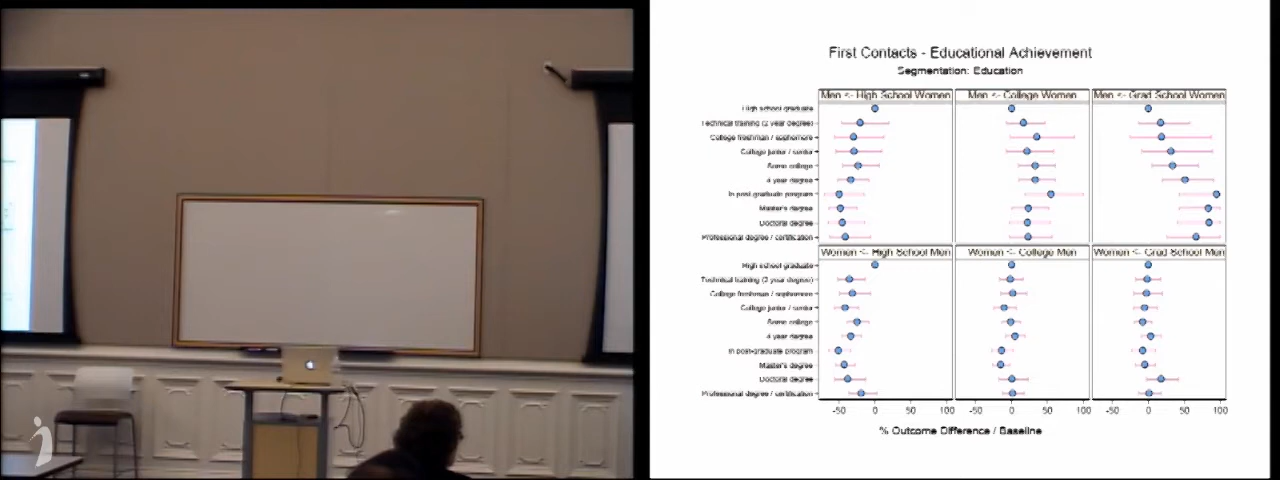 First Contacts - Educational Achievement
Segmentation: Education
Men <- High School Women
Men <- College Women
Men <- Grad School Women
High school graduate
Technical training (2 year degree)
College freshman / sophomore
College junior / senior
Some college
4 year degree
In post-graduate program
Master's degree
Doctoral degree
Professional degree / certification
Women <- High School Men
Women <- College Men
Women <- Grad School Men
High school graduate
Technical training (2 year degree)
College freshman / sophomore
College junior / senior
Some college
4 year degree
In post-graduate program
Master's degree
Doctoral degree
Professional degree / certification
-50 0 50 100
-50 0 50 100
-50 0 50 100
% Outcome Difference / Baseline